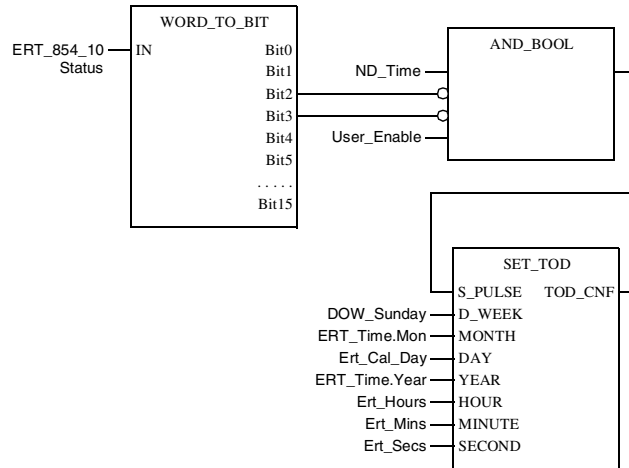 WORD_TO_BIT
ERT_854_10
Status
IN
Bit0
Bit1
Bit2
Bit3
Bit4
Bit5
. . . . .
Bit15
AND_BOOL
ND_Time
User_Enable
SET_TOD
S_PULSE TOD_CNF
DOW_Sunday D_WEEK
ERT_Time.Mon MONTH
Ert_Cal_Day DAY
ERT_Time.Year YEAR
Ert_Hours HOUR
Ert_Mins MINUTE
Ert_Secs SECOND